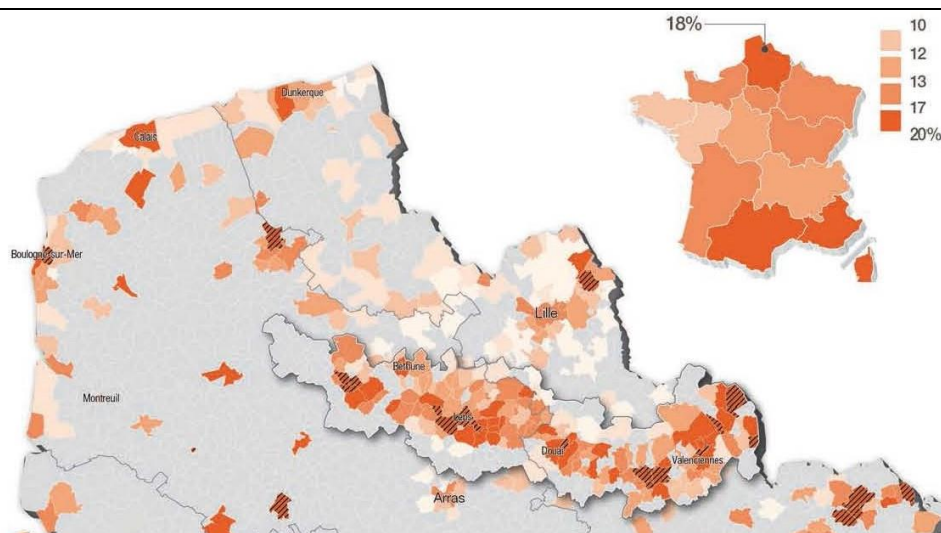 18%
10
12
13
17
20%
Dunkerque
Calais
Boulogne-sur-Mer
Lille
Béthune
Montreuil
Lens
Douai
Valenciennes
Arras